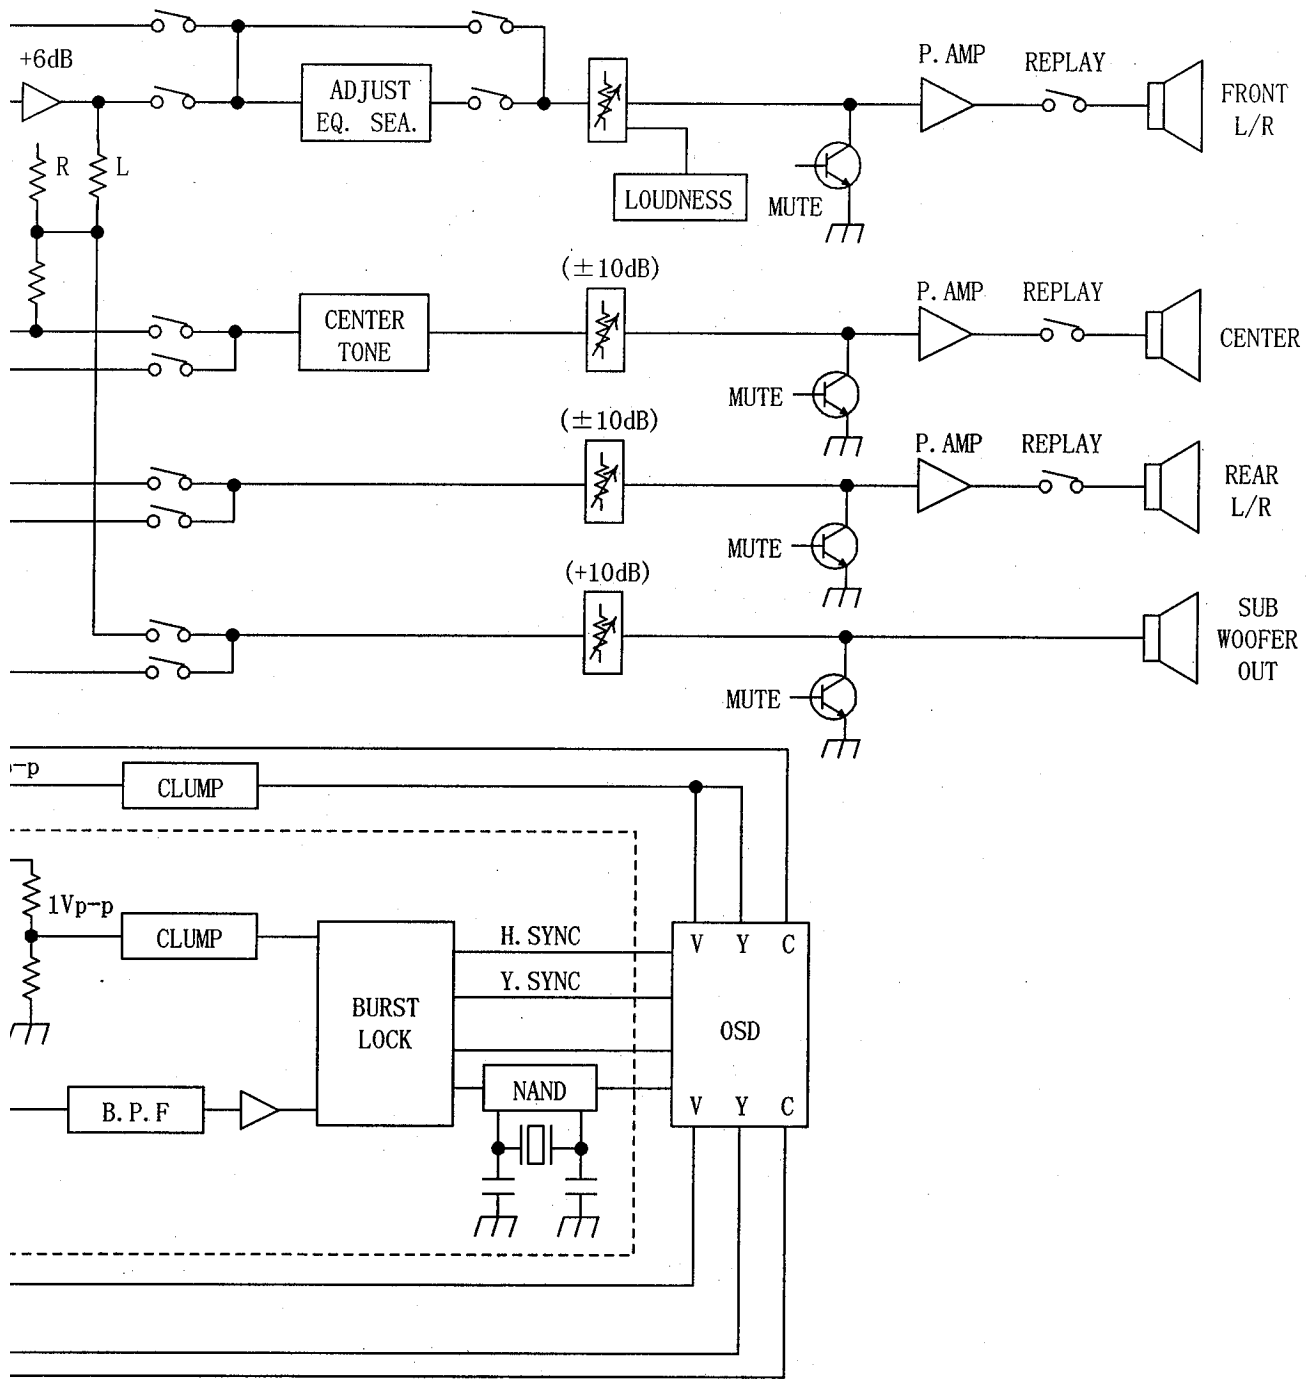 +6dB
ADJUST
EQ. SEA.
P. AMP
REPLAY
FRONT
L/R
R
L
LOUDNESS
MUTE
(±10dB)
CENTER
TONE
P. AMP
REPLAY
CENTER
MUTE
(±10dB)
P. AMP
REPLAY
REAR
L/R
MUTE
(+10dB)
SUB
WOOFER
OUT
MUTE
p-p
CLUMP
1Vp-p
CLUMP
H. SYNC
Y. SYNC
V Y C
BURST
LOCK
OSD
NAND
B. P. F
V Y C